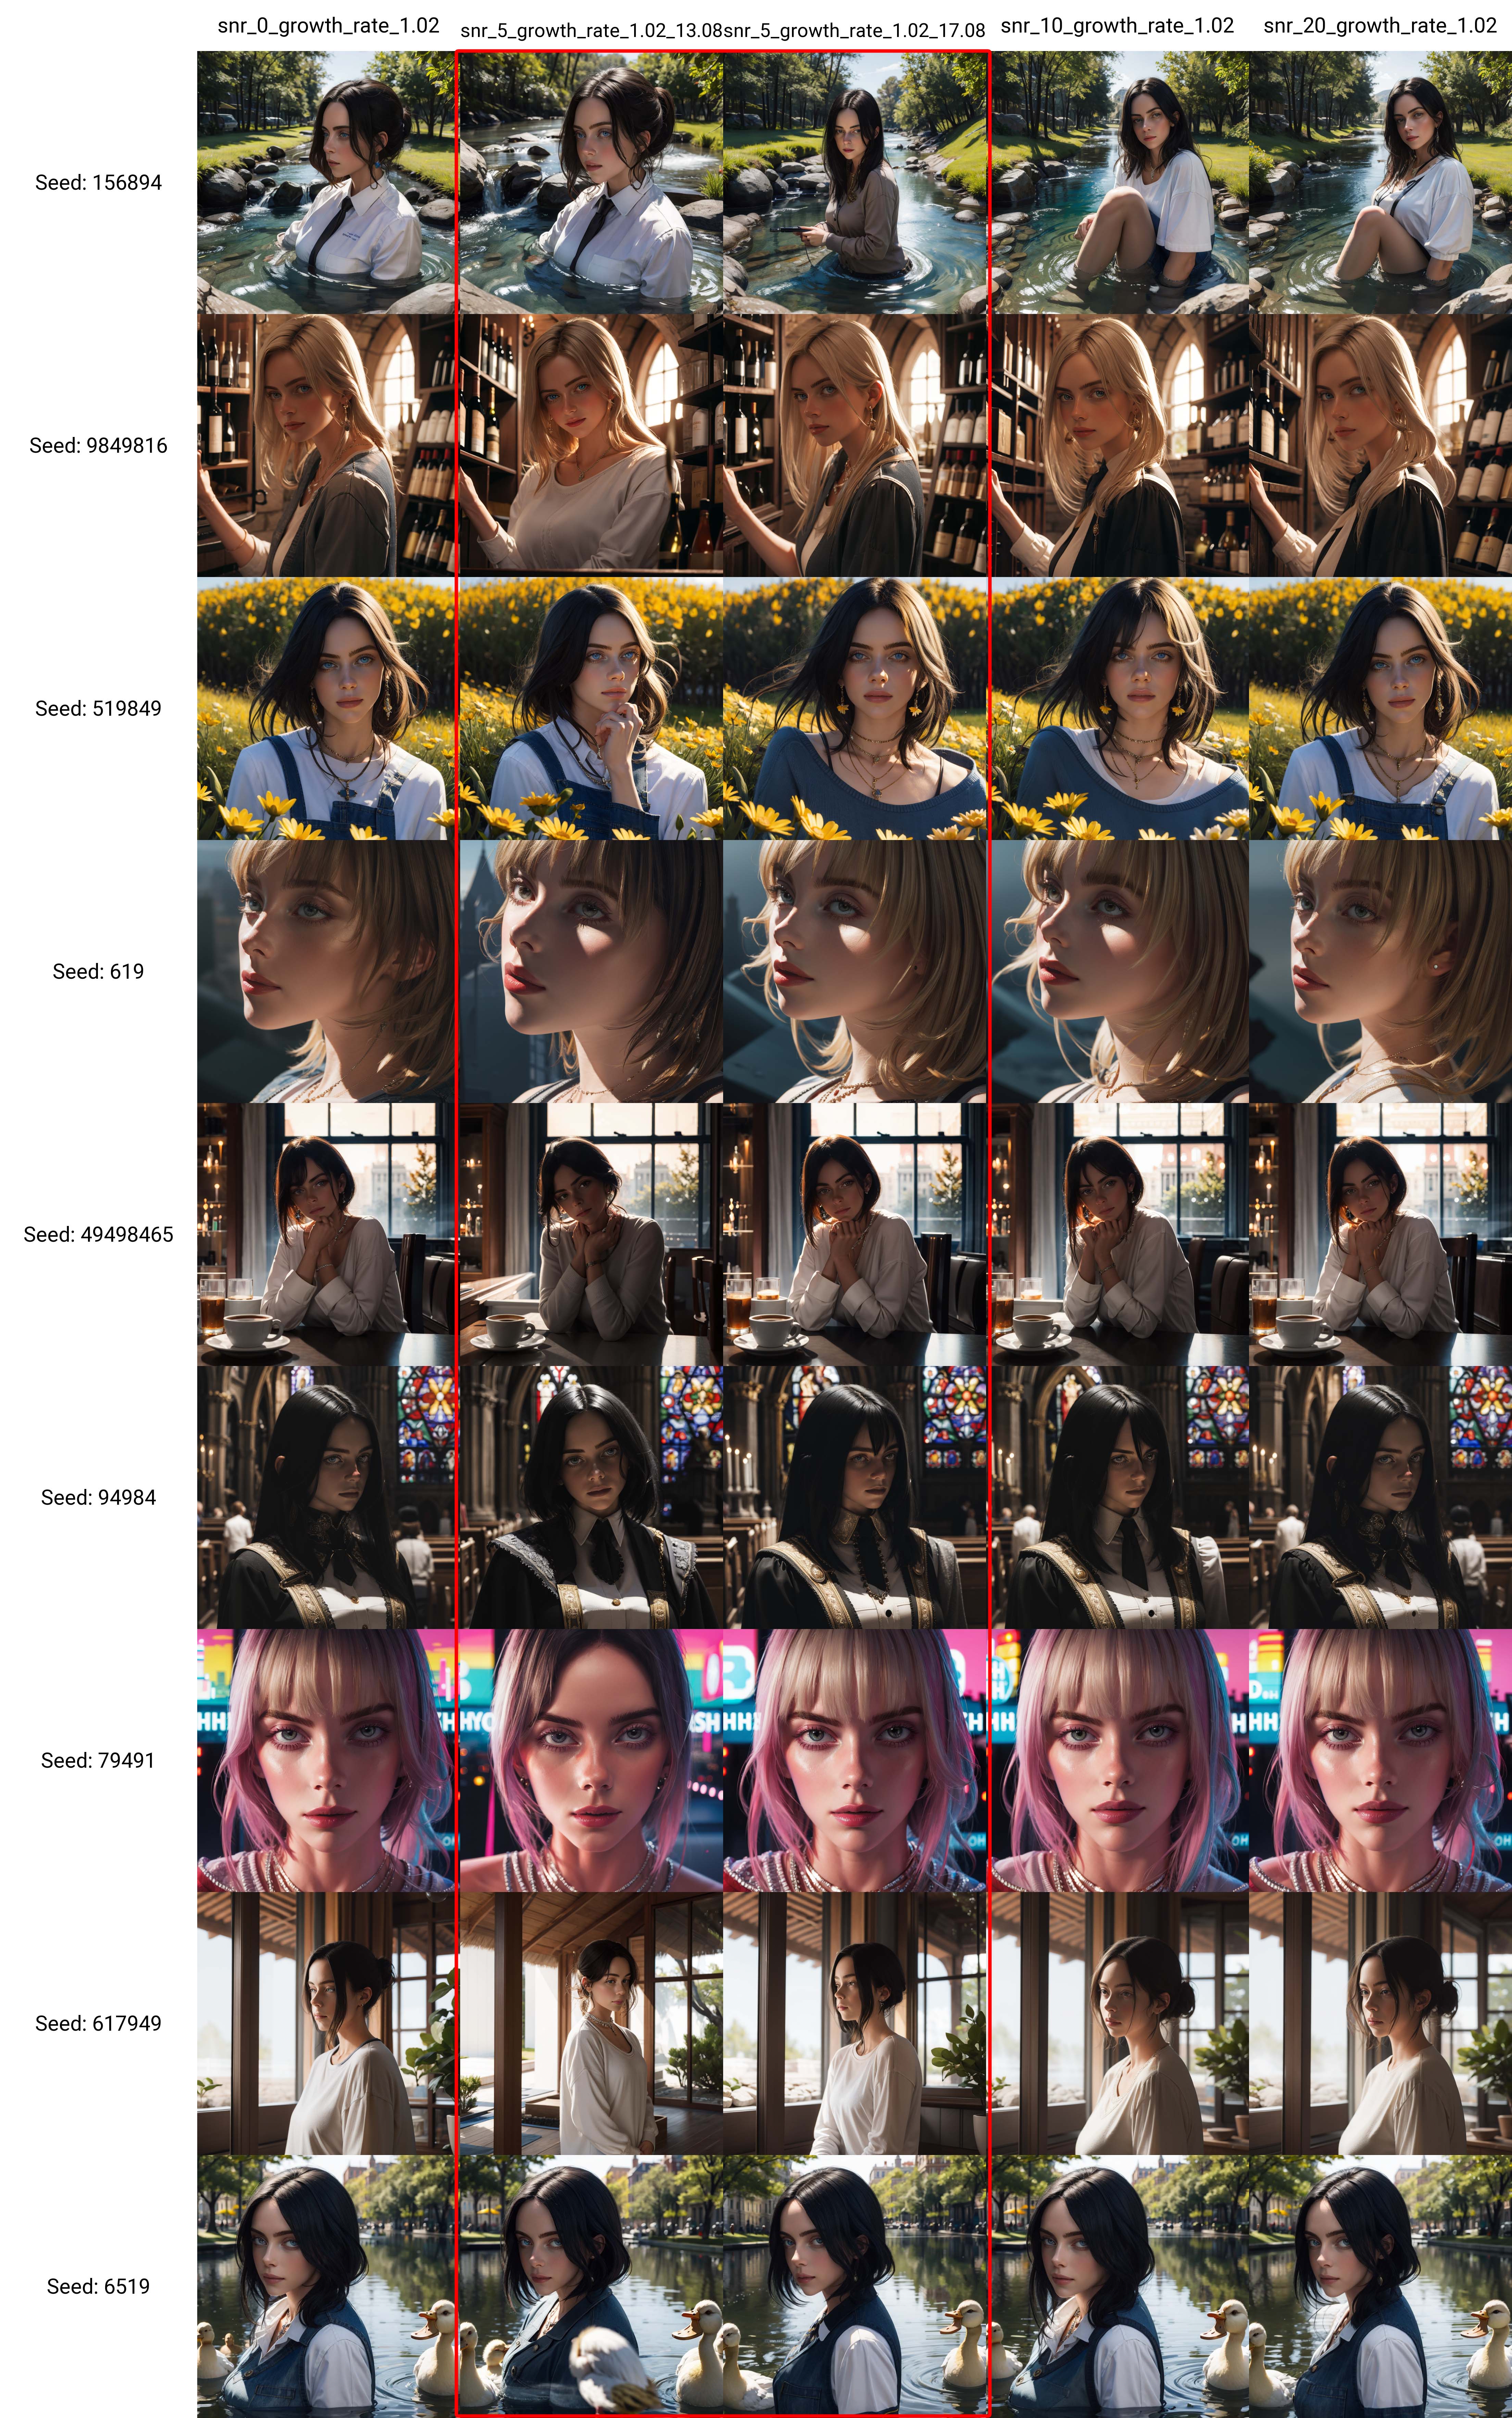 snr_0_growth_rate_1.02
snr_5_growth_rate_1.02_13.08
snr_5_growth_rate_1.02_17.08
snr_10_growth_rate_1.02
snr_20_growth_rate_1.02
Seed: 156894
Seed: 9849816
Seed: 519849
Seed: 619
Seed: 49498465
Seed: 94984
Seed: 79491
Seed: 617949
Seed: 6519